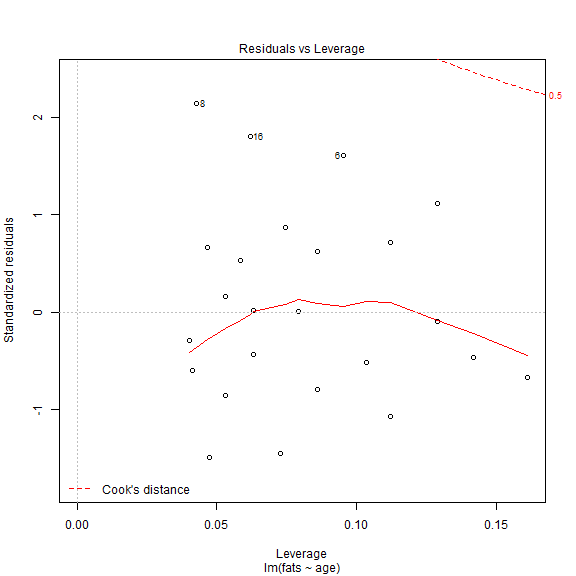 Residuals vs Leverage
Standardized residuals
2
1
0
-1
8
16
6
0.5
Cook's distance
0.00
0.05
0.10
0.15
Leverage
lm(fats ~ age)